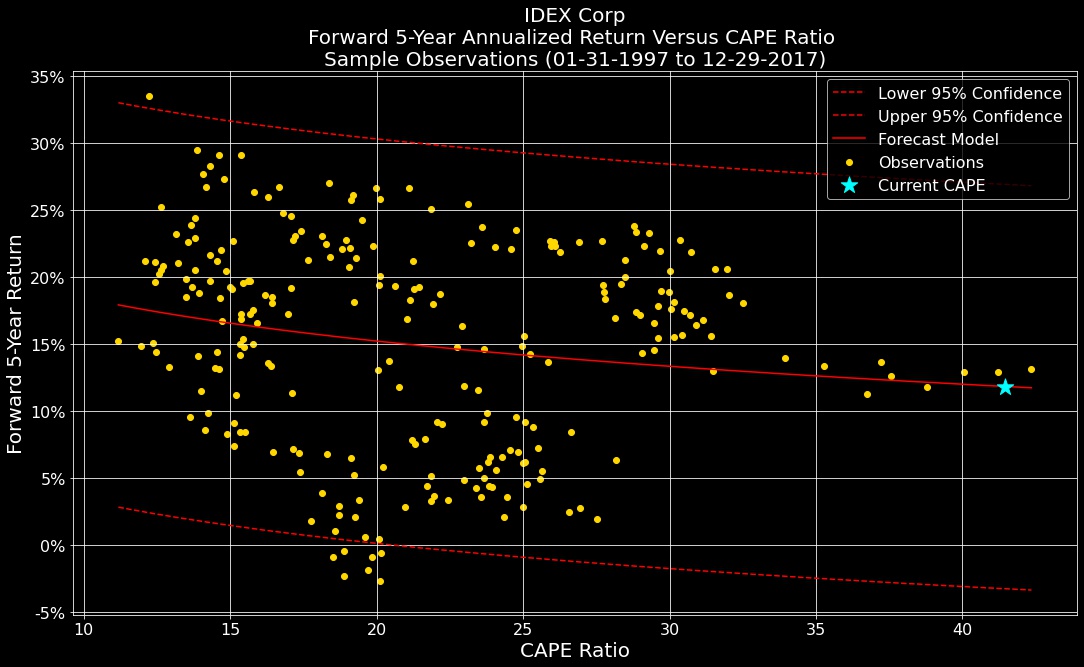 IDEX Corp
Forward 5-Year Annualized Return Versus CAPE Ratio
Sample Observations (01-31-1997 to 12-29-2017)
35%
30%
25%
20%
15%
10%
5%
0%
-5%
Forward 5-Year Return
Lower 95% Confidence
Upper 95% Confidence
Forecast Model
Observations
Current CAPE
10 15 20 25 30 35 40
CAPE Ratio